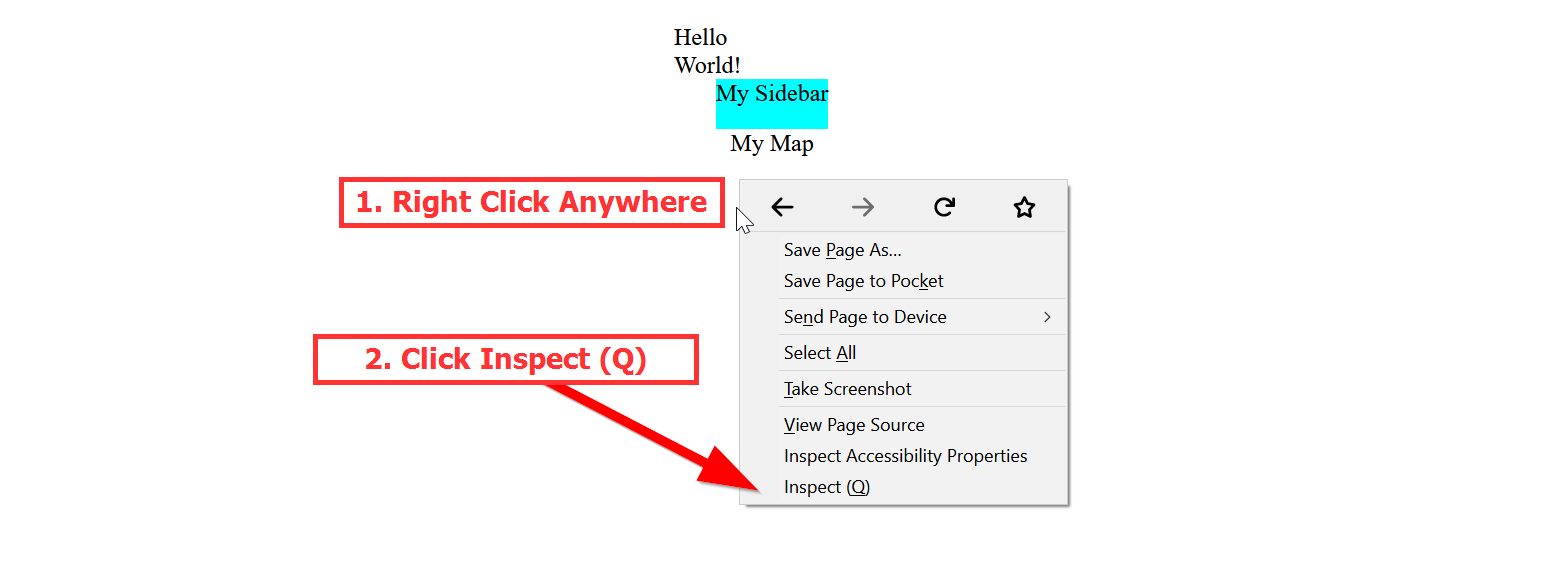 Hello
World!
My Sidebar
My Map
1. Right Click Anywhere
Save Page As...
Save Page to Pocket
Send Page to Device
2. Click Inspect (Q)
Select All
Take Screenshot
View Page Source
Inspect Accessibility Properties
Inspect (Q)